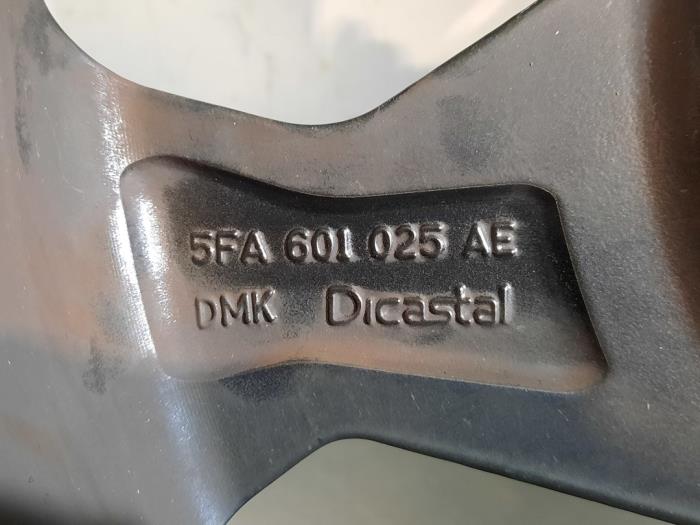 5FA 601 025 AE
DMK Dicastal